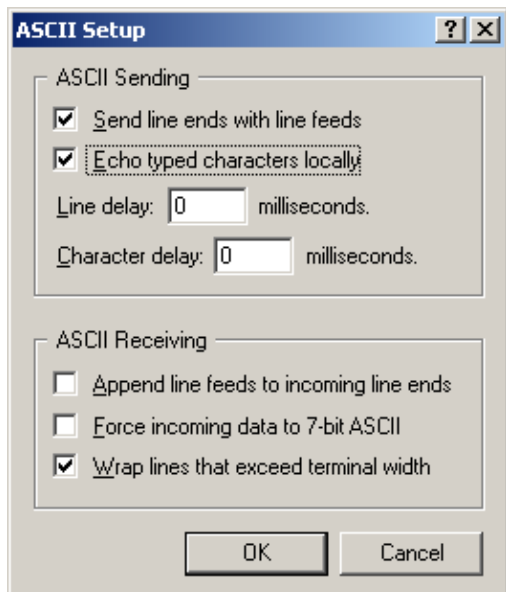 ASCII Setup
ASCII Sending
Send line ends with line feeds
Echo typed characters locally
Line delay: 0 milliseconds.
Character delay: 0 milliseconds.
ASCII Receiving
Append line feeds to incoming line ends
Force incoming data to 7-bit ASCII
Wrap lines that exceed terminal width
OK Cancel